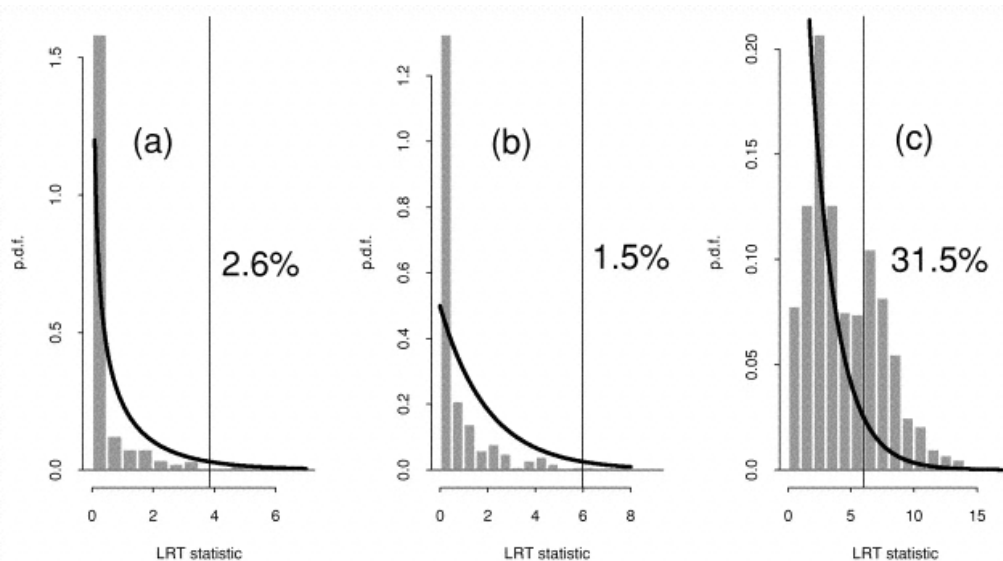 (a)
2.6%
p.d.f.
0.0 0.5 1.0 1.5
0 2 4 6
LRT statistic
(b)
1.5%
p.d.f.
0.0 0.2 0.4 0.6 0.8 1.0 1.2
0 2 4 6 8
LRT statistic
(c)
31.5%
p.d.f.
0.00 0.05 0.10 0.15 0.20
0 5 10 15
LRT statistic